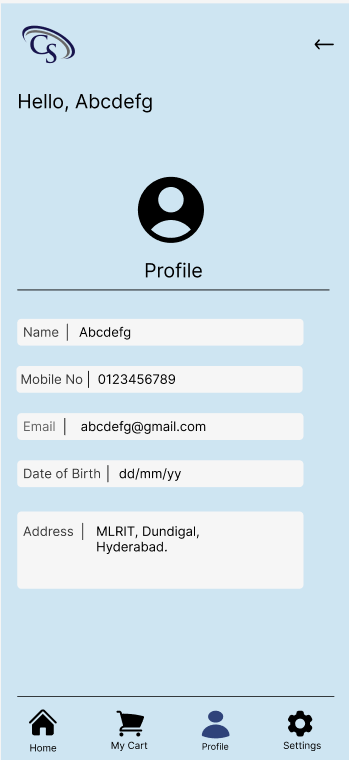 CS
Hello, Abcdefg
Profile
Name | Abcdefg
Mobile No | 0123456789
Email | abcdefg@gmail.com
Date of Birth | dd/mm/yy
Address | MLRIT, Dundigal,
Hyderabad.
Home My Cart Profile Settings